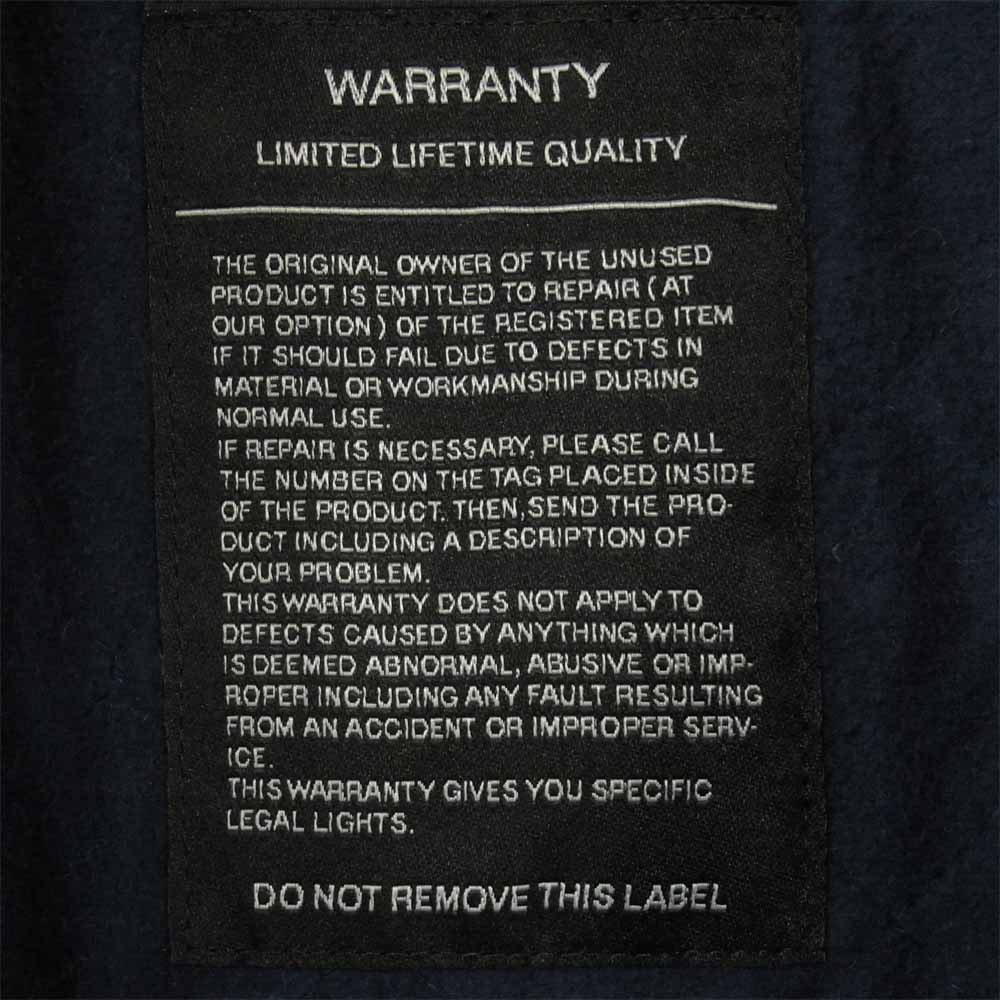 WARRANTY
LIMITED LIFETIME QUALITY
THE ORIGINAL OWNER OF THE UNUSED
PRODUCT IS ENTITLED TO REPAIR ( AT
OUR OPTION ) OF THE REGISTERED ITEM
IF IT SHOULD FAIL DUE TO DEFECTS IN
MATERIAL OR WORKMANSHIP DURING
NORMAL USE.
IF REPAIR IS NECESSARY, PLEASE CALL
THE NUMBER ON THE TAG PLACED INSIDE
OF THE PRODUCT. THEN,SEND THE PRO-
DUCT INCLUDING A DESCRIPTION OF
YOUR PROBLEM.
THIS WARRANTY DOES NOT APPLY TO
DEFECTS CAUSED BY ANYTHING WHICH
IS DEEMED ABNORMAL, ABUSIVE OR IMP-
ROPER INCLUDING ANY FAULT RESULTING
FROM AN ACCIDENT OR IMPROPER SERV-
ICE.
THIS WARRANTY GIVES YOU SPECIFIC
LEGAL LIGHTS.
DO NOT REMOVE THIS LABEL